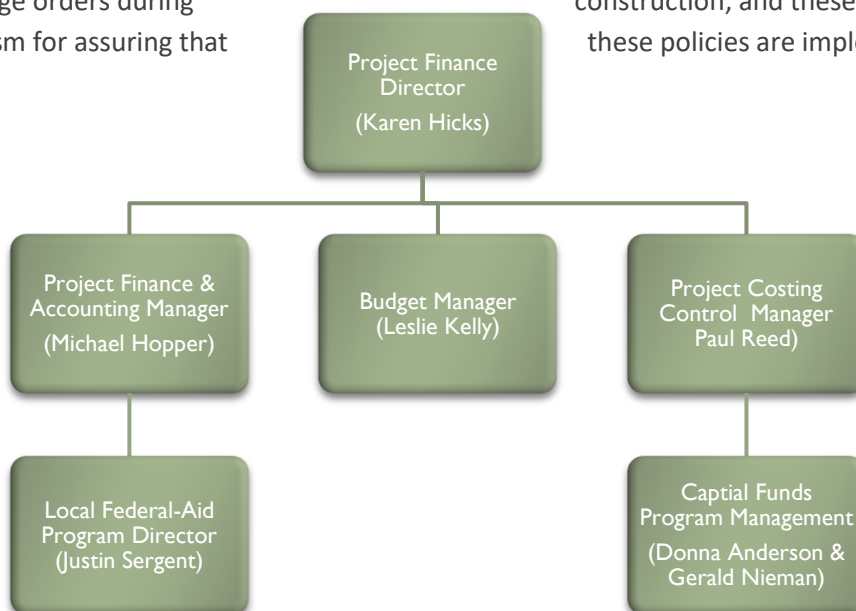 ge orders during
construction, and these
sm for assuring that
these policies are imple
Project Finance
Director
(Karen Hicks)
Project Finance &
Accounting Manager
(Michael Hopper)
Budget Manager
(Leslie Kelly)
Project Costing
Control Manager
Paul Reed)
Local Federal-Aid
Program Director
(Justin Sergent)
Captial Funds
Program Management
(Donna Anderson &
Gerald Nieman)